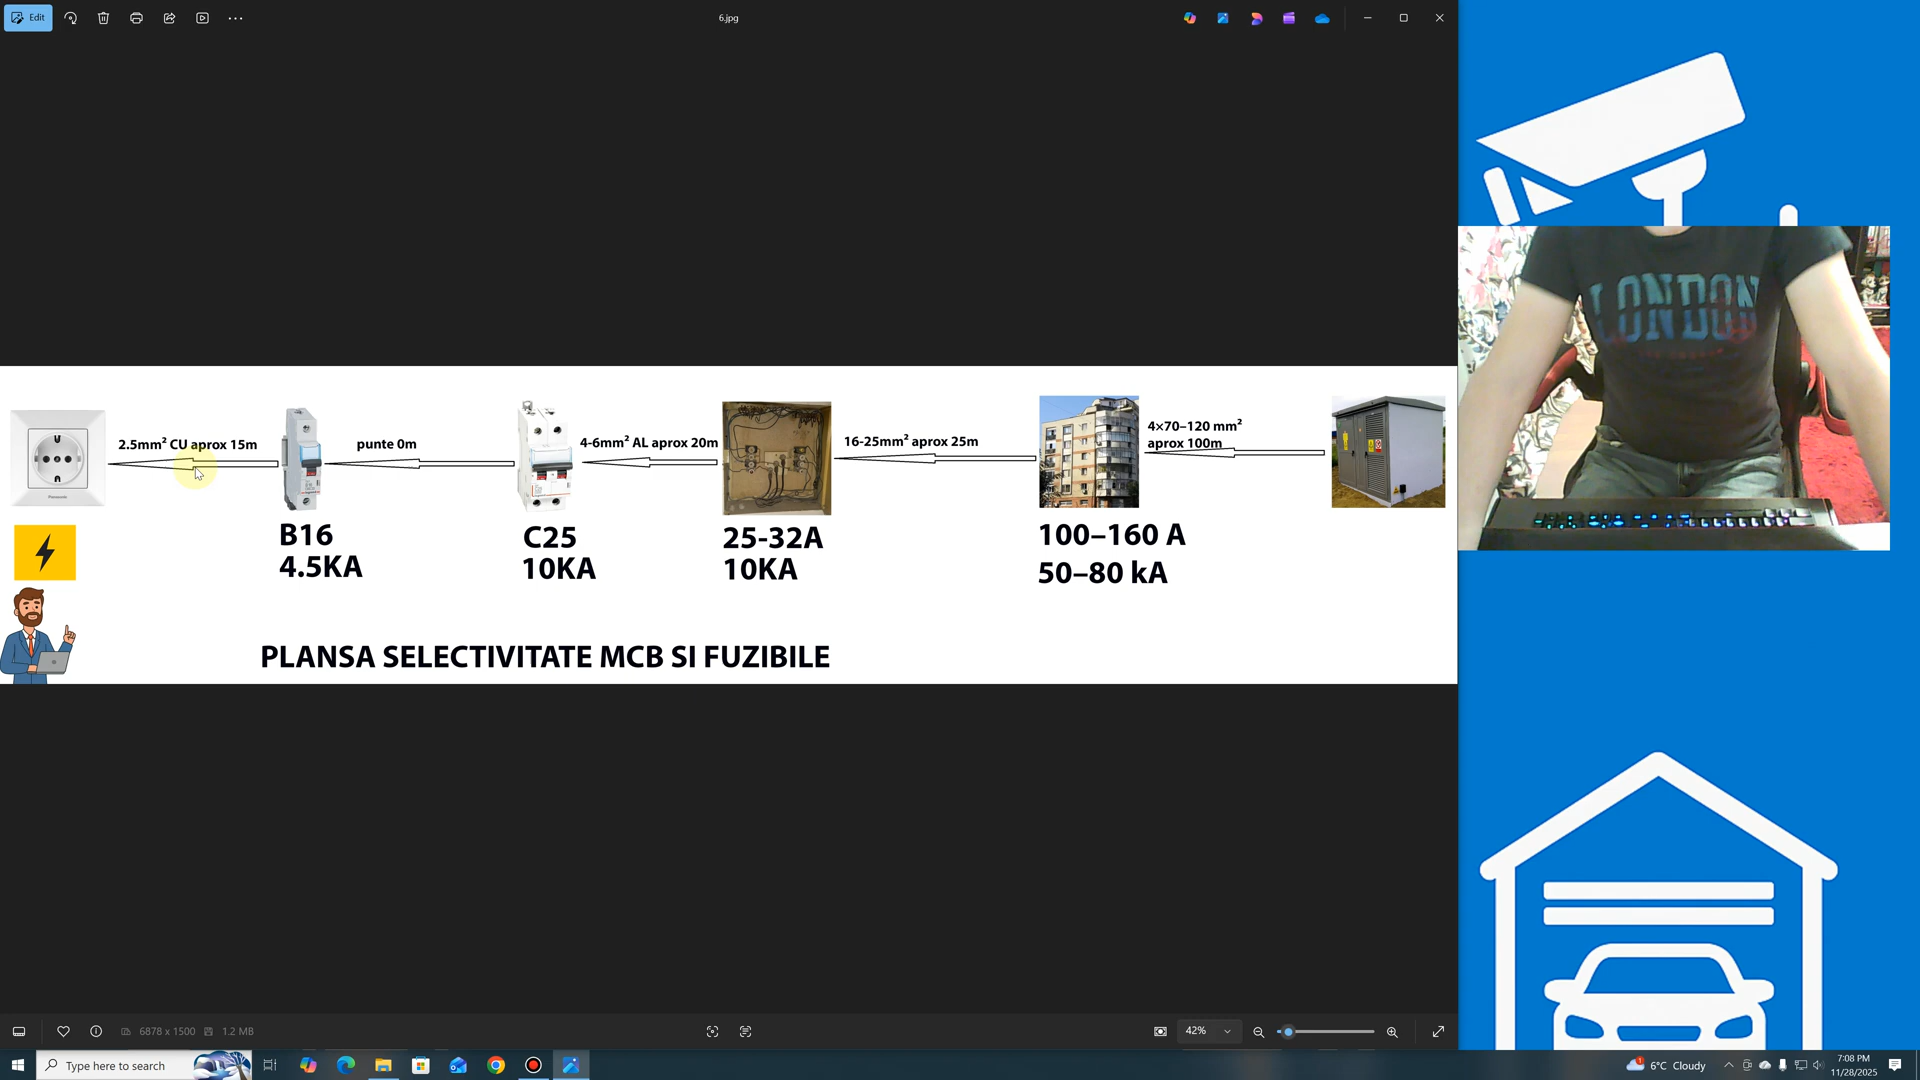 Edit
6.jpg
2.5mm² CU aprox 15m
punte 0m
4-6mm² AL aprox 20m
16-25mm² aprox 25m
4×70–120 mm²
aprox 100m
Panasonic
B16
4.5KA
C25
10KA
25-32A
10KA
100–160 A
50–80 kA
PLANSA SELECTIVITATE MCB SI FUZIBILE
LONDON
6878 x 1500
1.2 MB
42%
Type here to search
1
6°C Cloudy
7:08 PM
11/28/2025